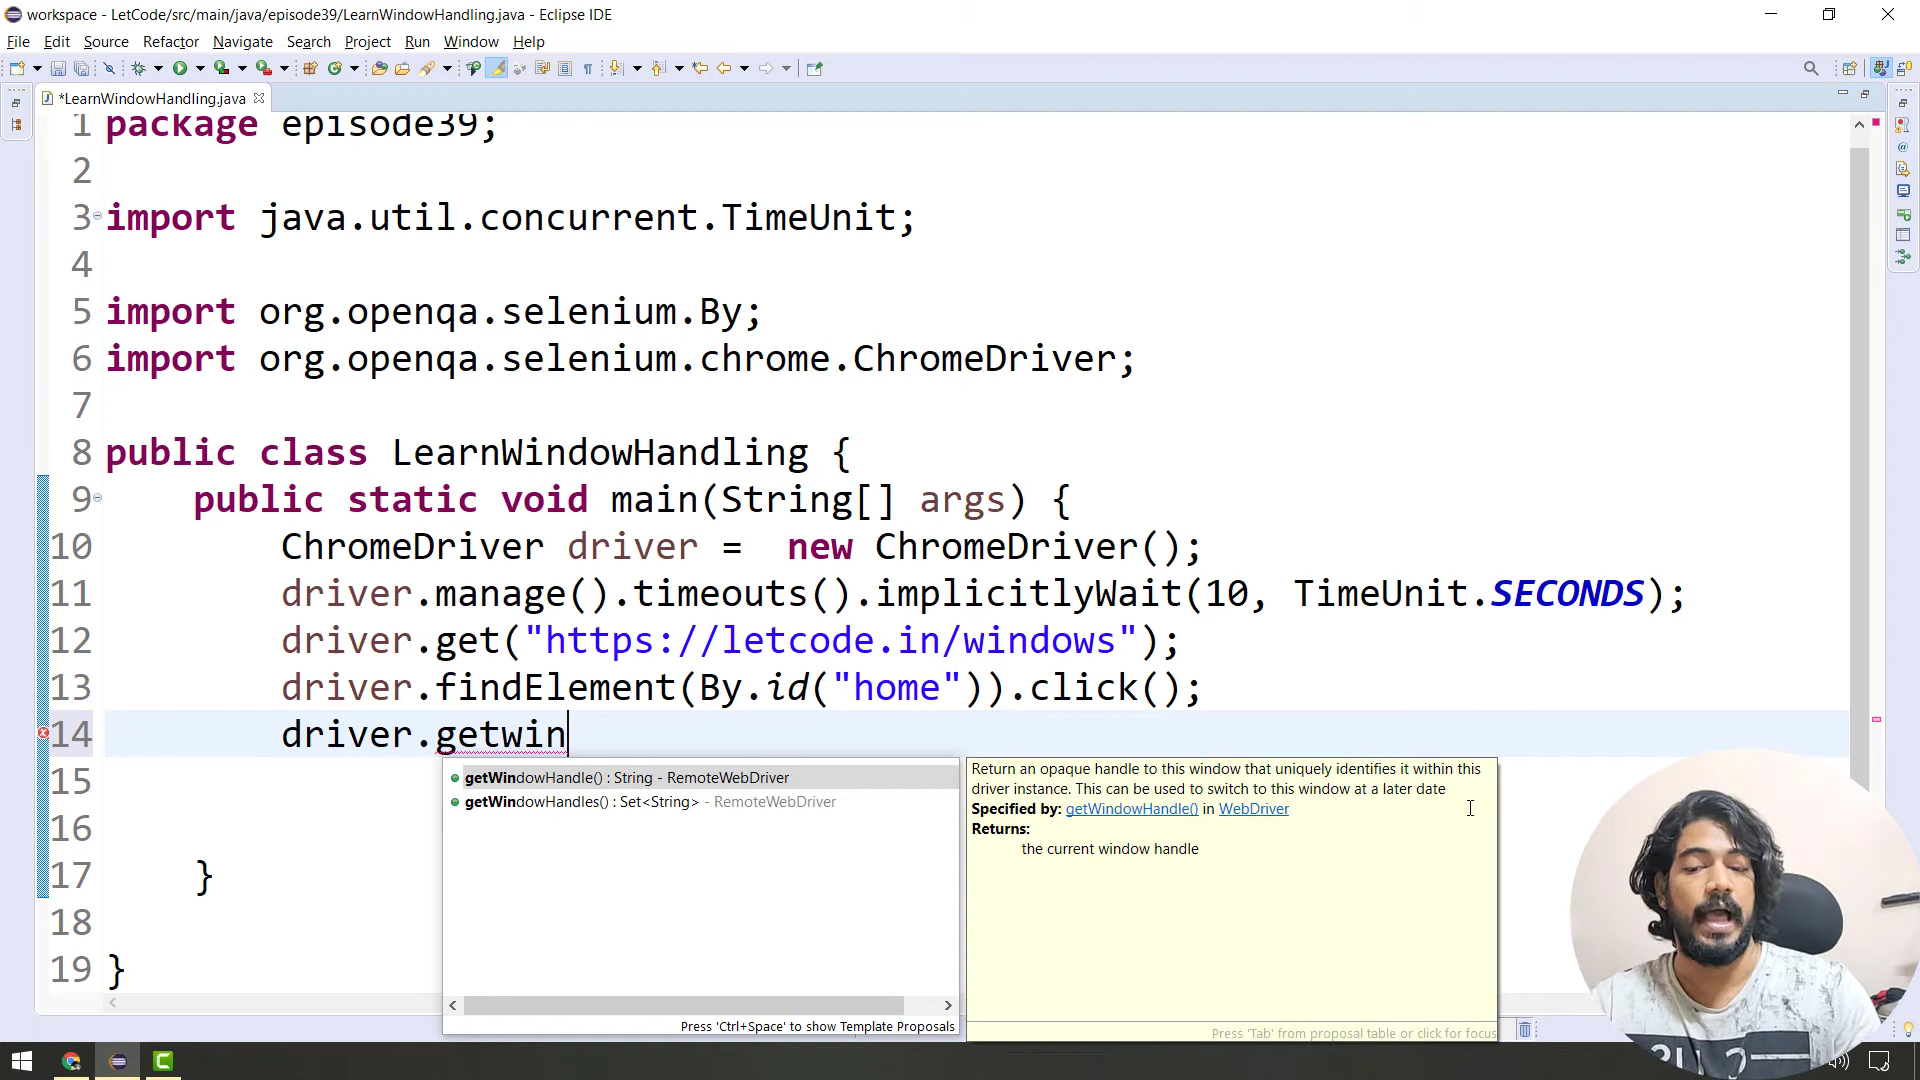 workspace - LetCode/src/main/java/episode39/LearnWindowHandling.java - Eclipse IDE
File Edit Source Refactor Navigate Search Project Run Window Help
*LearnWindowHandling.java
1 package episode39;
2
3 import java.util.concurrent.TimeUnit;
4
5 import org.openqa.selenium.By;
6 import org.openqa.selenium.chrome.ChromeDriver;
7
8 public class LearnWindowHandling {
9 public static void main(String[] args) {
10 ChromeDriver driver = new ChromeDriver();
11 driver.manage().timeouts().implicitlyWait(10, TimeUnit.SECONDS);
12 driver.get("https://letcode.in/windows");
13 driver.findElement(By.id("home")).click();
14 driver.getwin
15
16
17 }
18
19 }
getWindowHandle() : String - RemoteWebDriver
getWindowHandles() : Set<String> - RemoteWebDriver
Press 'Ctrl+Space' to show Template Proposals
Return an opaque handle to this window that uniquely identifies it within this
driver instance. This can be used to switch to this window at a later date
Specified by: getWindowHandle() in WebDriver
Returns:
the current window handle
Press 'Tab' from proposal table or click for focus